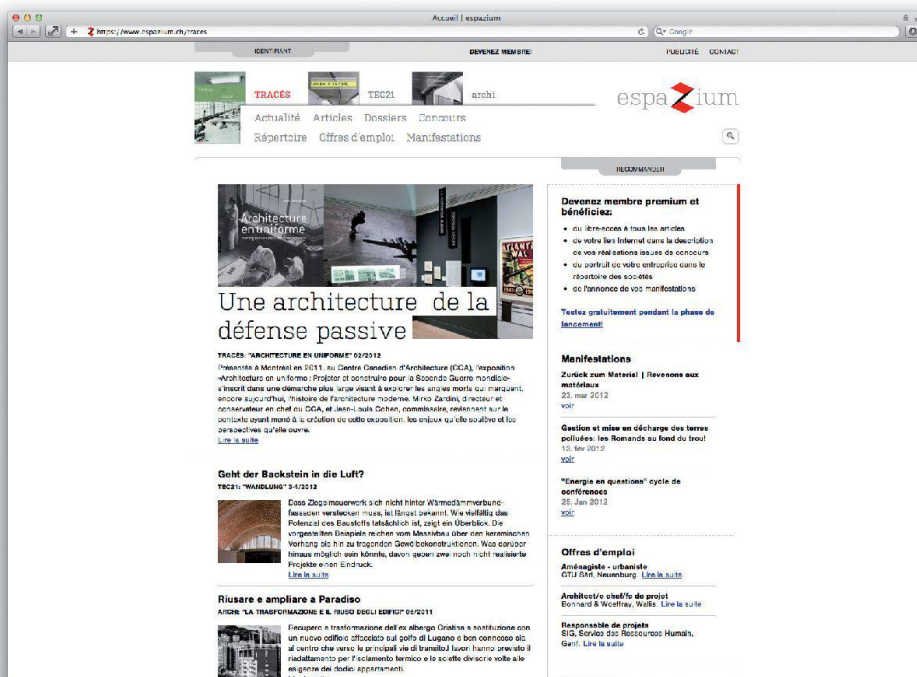 Accueil | espazium
https://www.espazium.ch/traces
Google
IDENTIFIANT
DEVENEZ MEMBRE!
PUBLICITÉ CONTACT
TRACÉS TEC21 archi
espazium
Actualité Articles Dossiers Concours
Répertoire Offres d'emploi Manifestations
RECOMMANDER
Architecture
en uniforme
Une architecture de la
défense passive
TRACÉS: "ARCHITECTURE EN UNIFORME" 02/2012
Présentée à Montréal en 2011, au Centre Canadien d'Architecture (CCA), l'exposition
«Architecture en uniforme: Projeter et construire pour la Seconde Guerre mondiale»
s'inscrit dans une démarche plus large visant à explorer les angles morts qui marquent,
encore aujourd'hui, l'histoire de l'architecture moderne. Mirko Zardini, directeur et
conservateur en chef du CCA, et Jean-Louis Cohen, commissaire, reviennent sur le
contexte ayant mené à la création de cette exposition, les enjeux qu'elle soulève et les
perspectives qu'elle ouvre.
Lire la suite
Geht der Backstein in die Luft?
TEC21: "WANDLUNG" 3-4/2012
Dass Ziegelmauerwerk sich nicht hinter Wärmedämmverbund-
fassaden verstecken muss, ist längst bekannt. Wie vielfältig das
Potenzial des Baustoffs tatsächlich ist, zeigt ein Überblick. Die
vorgestellten Beispiele reichen vom Massivbau über den keramischen
Vorhang bis hin zu tragenden Gewölbekonstruktionen. Was darüber
hinaus möglich sein könnte, davon geben zwei noch nicht realisierte
Projekte einen Eindruck.
Lire la suite
Riusare e ampliare a Paradiso
ARCHI: "LA TRASFORMAZIONE E IL RIUSO DEGLI EDIFICI" 06/2011
Recupero e trasformazione dell'ex albergo Cristina e sostituzione con
un nuovo edificio affacciato sul golfo di Lugano e ben connesso sia
al centro che verso le principali vie di transito.I lavori hanno previsto il
riadattamento per l'isolamento termico e le solette divisorie volte alle
esigenze dei dodici appartamenti.
Devenez membre premium et
bénéficiez:
• du libre-accès à tous les articles
• de votre lien Internet dans la description
de vos réalisations issues de concours
• du portrait de votre entreprise dans le
répertoire des sociétés
• de l'annonce de vos manifestations
Testez gratuitement pendant la phase de
lancement!
Manifestations
Zurück zum Material | Revenons aux
matériaux
23. mar 2012
voir
Gestion et mise en décharge des terres
polluées: les Romands au fond du trou!
13. fev 2012
voir
"Energie en questions" cycle de
conférences
25. Jan 2012
voir
Offres d'emploi
Aménagiste - urbaniste
GTU Sàrl, Neuenburg. Lire la suite
Architect/e chef/fe de projet
Bonnard & Woeffray, Wallis. Lire la suite
Responsable de projets
SIG, Service des Ressources Humain,
Genf. Lire la suite